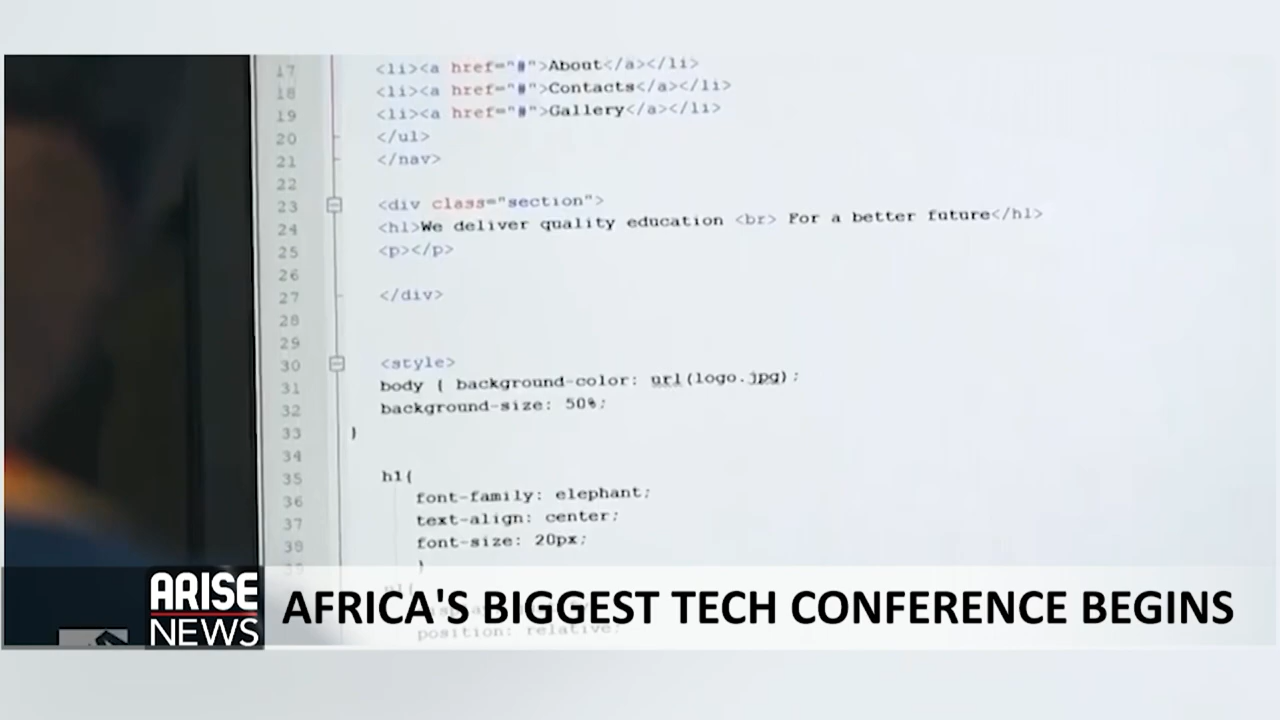 17 <li><a href="#">About</a></li>
18 <li><a href="#">Contacts</a></li>
19 <li><a href="#">Gallery</a></li>
20 </ul>
21 </nav>
22
23 <div class="section">
24 <h1>We deliver quality education <br> For a better future</h1>
25 <p></p>
26
27 </div>
28
29
30 <style>
31 body { background-color: url(logo.jpg);
32 background-size: 50%;
33 }
34
35 h1{
36 font-family: elephant;
37 text-align: center;
38 font-size: 20px;
39 }
position: relative;
ARISE
NEWS
AFRICA'S BIGGEST TECH CONFERENCE BEGINS